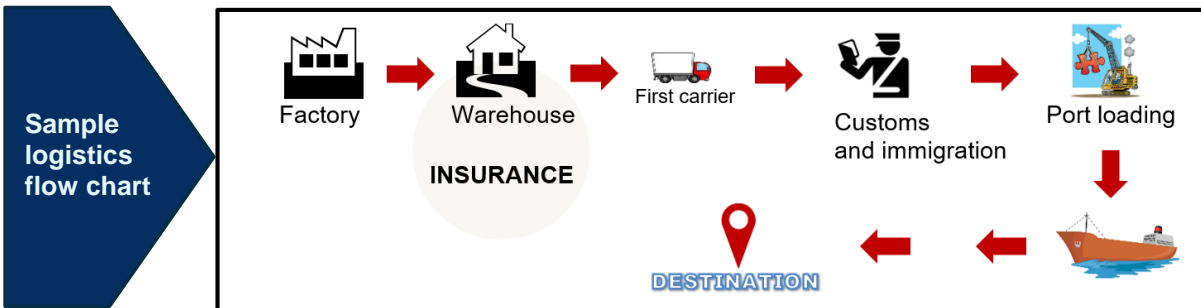 Sample
logistics
flow chart
Factory
Warehouse
First carrier
Customs
and immigration
Port loading
INSURANCE
DESTINATION